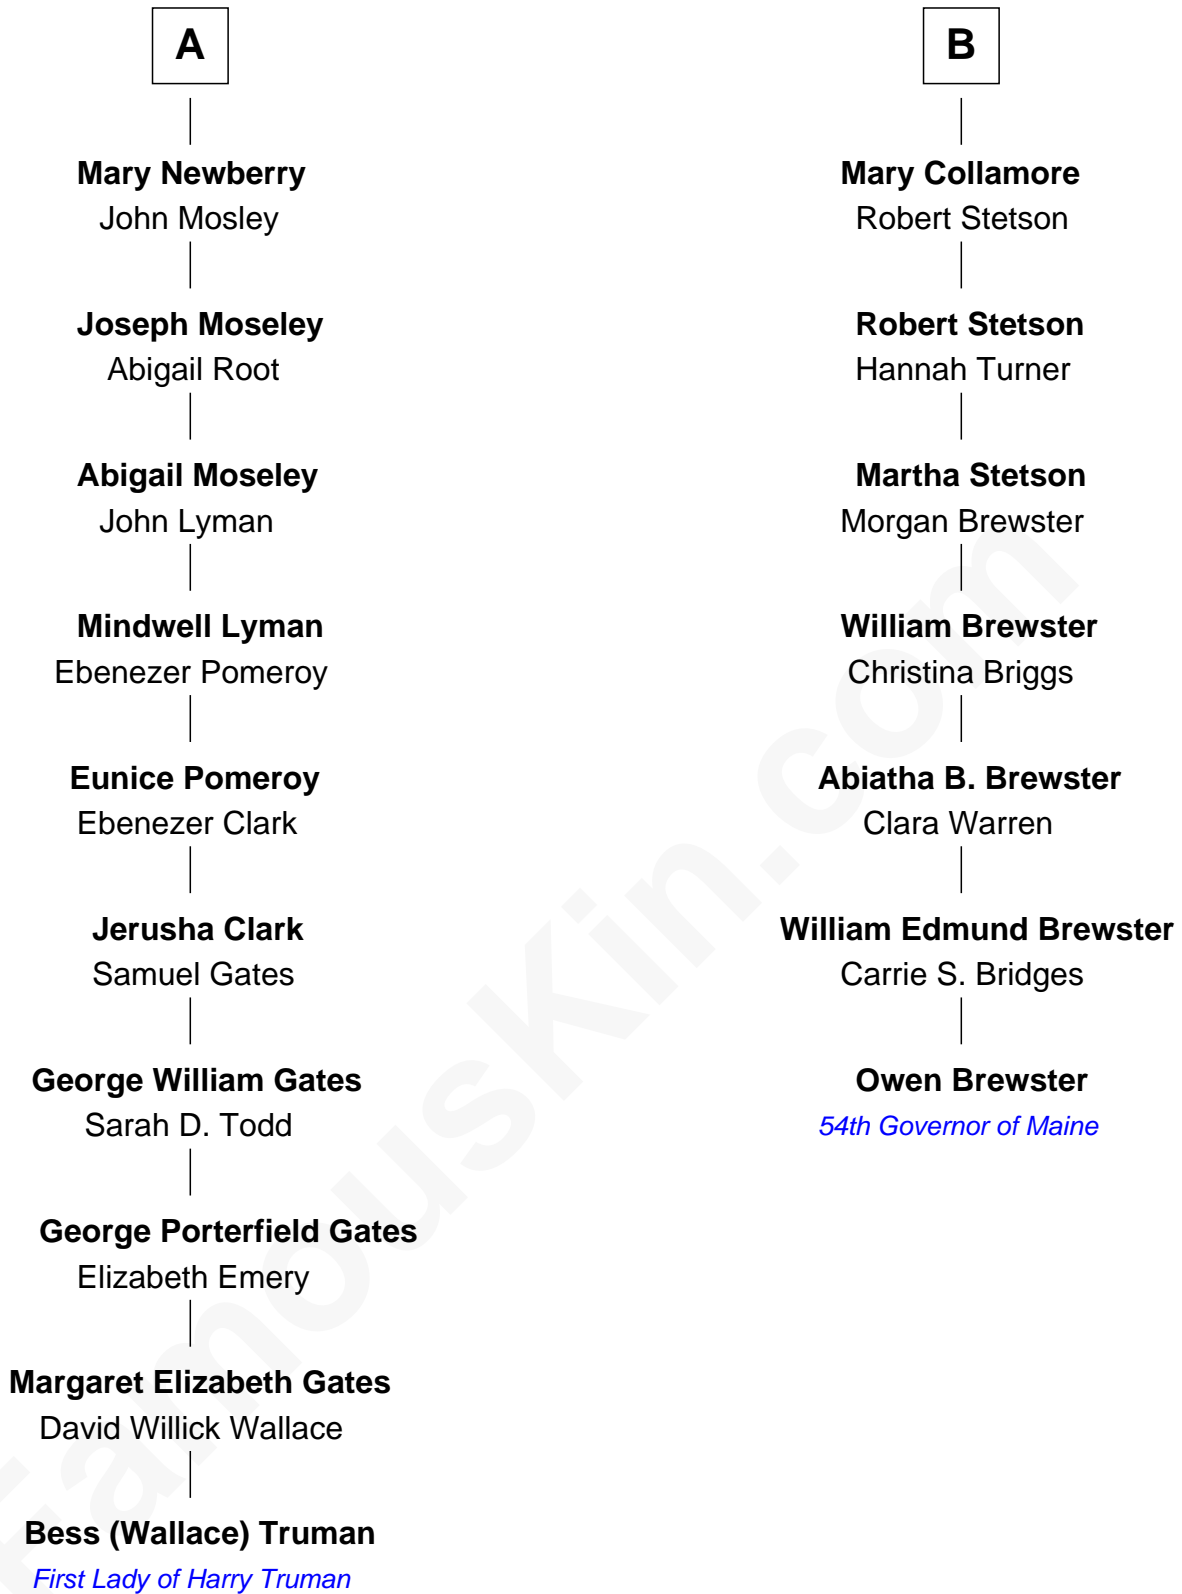 A
Mary Newberry
John Mosley
Joseph Moseley
Abigail Root
Abigail Moseley
John Lyman
Mindwell Lyman
Ebenezer Pomeroy
Eunice Pomeroy
Ebenezer Clark
Jerusha Clark
Samuel Gates
George William Gates
Sarah D. Todd
George Porterfield Gates
Elizabeth Emery
Margaret Elizabeth Gates
David Willick Wallace
Bess (Wallace) Truman
First Lady of Harry Truman
B
Mary Collamore
Robert Stetson
Robert Stetson
Hannah Turner
Martha Stetson
Morgan Brewster
William Brewster
Christina Briggs
Abiatha B. Brewster
Clara Warren
William Edmund Brewster
Carrie S. Bridges
Owen Brewster
54th Governor of Maine
FamousKin.com